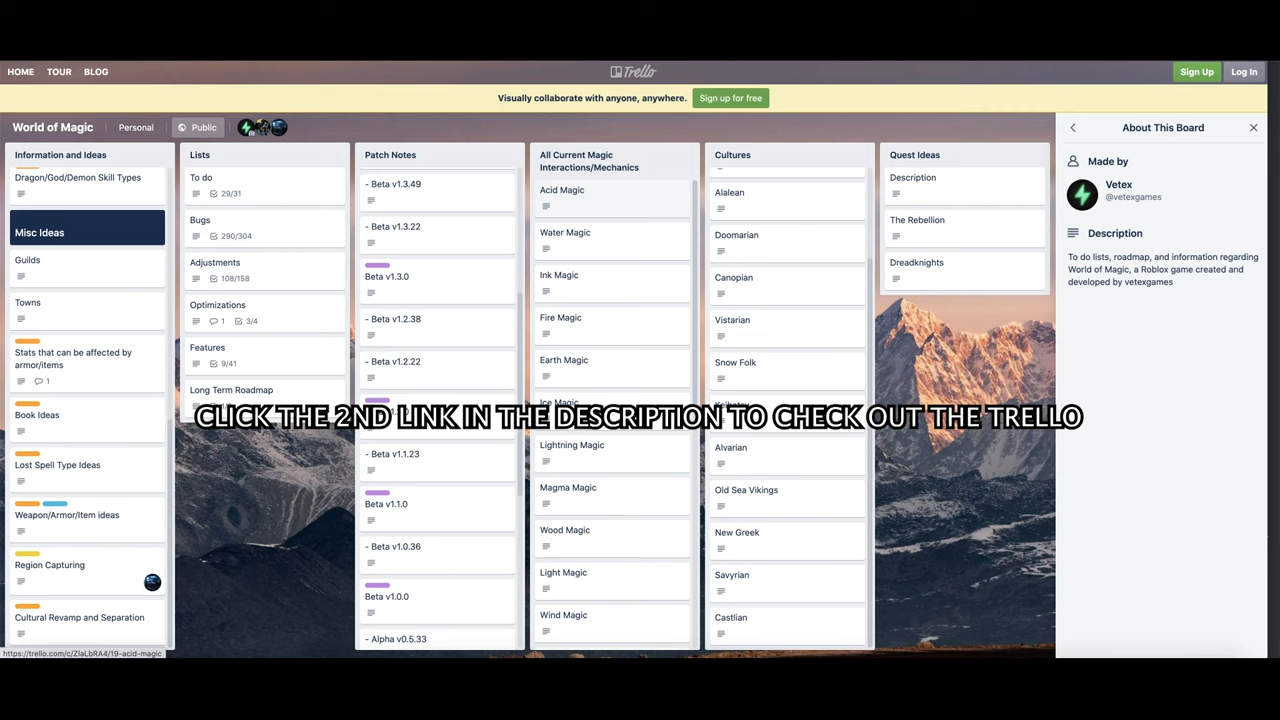 HOME TOUR BLOG
Trello
Sign Up Log In
Visually collaborate with anyone, anywhere. Sign up for free
World of Magic Personal Public
Information and Ideas
Dragon/God/Demon Skill Types
Misc Ideas
Guilds
Towns
Stats that can be affected by
armor/items
1
Book Ideas
Lost Spell Type Ideas
Weapon/Armor/Item ideas
Region Capturing
Cultural Revamp and Separation
Lists
To do
29/31
Bugs
290/304
Adjustments
108/158
Optimizations
1 3/4
Features
9/41
Long Term Roadmap
Patch Notes
- Beta v1.3.49
- Beta v1.3.22
Beta v1.3.0
- Beta v1.2.38
- Beta v1.2.22
- Beta v1.1.23
Beta v1.1.0
- Beta v1.0.36
Beta v1.0.0
- Alpha v0.5.33
All Current Magic
Interactions/Mechanics
Acid Magic
Water Magic
Ink Magic
Fire Magic
Earth Magic
Ice Magic
Lightning Magic
Magma Magic
Wood Magic
Light Magic
Wind Magic
Cultures
Alalean
Doomarian
Canopian
Vistarian
Snow Folk
Alvarian
Old Sea Vikings
New Greek
Savyrian
Castlian
Quest Ideas
Description
The Rebellion
Dreadknights
About This Board
Made by
Vetex
@vetexgames
Description
To do lists, roadmap, and information regarding
World of Magic, a Roblox game created and
developed by vetexgames
CLICK THE 2ND LINK IN THE DESCRIPTION TO CHECK OUT THE TRELLO
https://trello.com/c/ZlaLbRA4/19-acid-magic